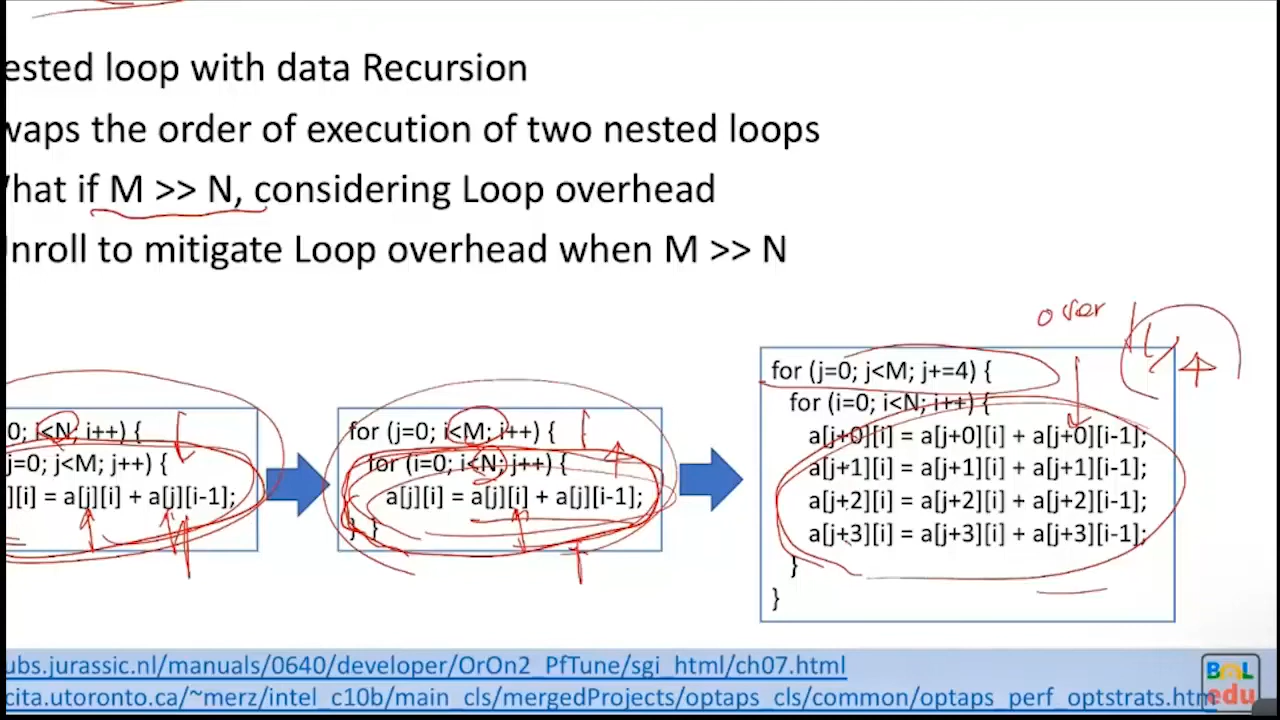 ested loop with data Recursion
waps the order of execution of two nested loops
hat if M >> N, considering Loop overhead
nroll to mitigate Loop overhead when M >> N
over 1/4
0; i<N; i++) {
j=0; j<M; j++) {
][i] = a[j][i] + a[j][i-1];
for (j=0; i<M; i++) {
for (i=0; i<N; j++) {
a[j][i] = a[j][i] + a[j][i-1];
} }
for (j=0; j<M; j+=4) {
for (i=0; i<N; i++) {
a[j+0][i] = a[j+0][i] + a[j+0][i-1];
a[j+1][i] = a[j+1][i] + a[j+1][i-1];
a[j+2][i] = a[j+2][i] + a[j+2][i-1];
a[j+3][i] = a[j+3][i] + a[j+3][i-1];
}
}
ubs.jurassic.nl/manuals/0640/developer/OrOn2_PfTune/sgi_html/ch07.html
cita.utoronto.ca/~merz/intel_c10b/main_cls/mergedProjects/optaps_cls/common/optaps_perf_optstrats.htm
BOL
edu